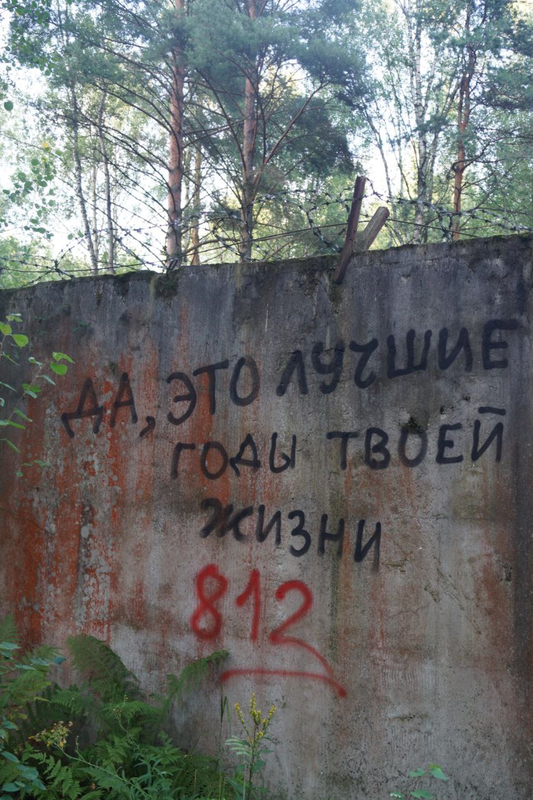 ДА, ЭТО ЛУЧШИЕ
ГОДЫ ТВОЕЙ
ЖИЗНИ
812